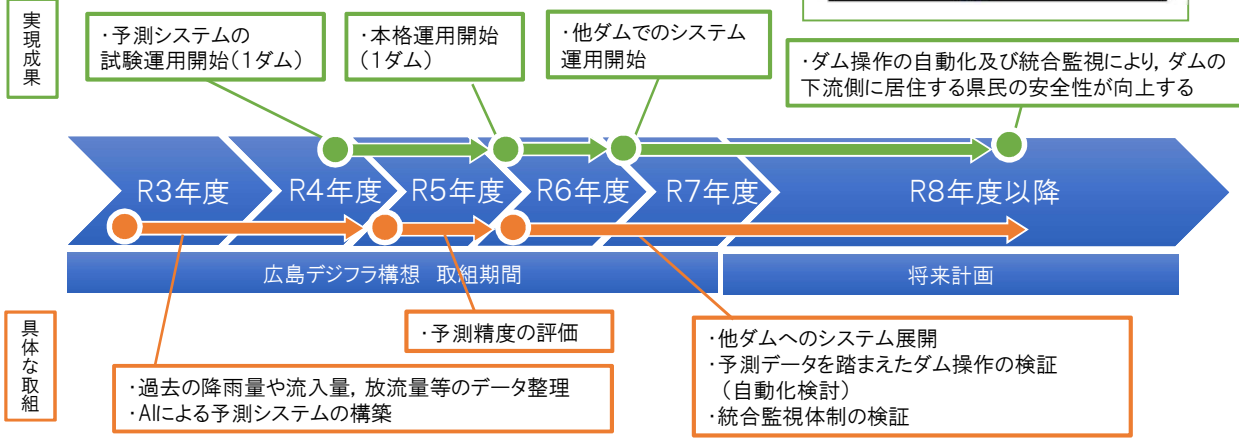 実現成果
・予測システムの
試験運用開始(1ダム)
・本格運用開始
(1ダム)
・他ダムでのシステム
運用開始
・ダム操作の自動化及び統合監視により，ダムの
下流側に居住する県民の安全性が向上する
R3年度
R4年度
R5年度
R6年度
R7年度
R8年度以降
広島デジフラ構想 取組期間
将来計画
具体な取組
・予測精度の評価
・過去の降雨量や流入量，放流量等のデータ整理
・AIによる予測システムの構築
・他ダムへのシステム展開
・予測データを踏まえたダム操作の検証
（自動化検討）
・統合監視体制の検証